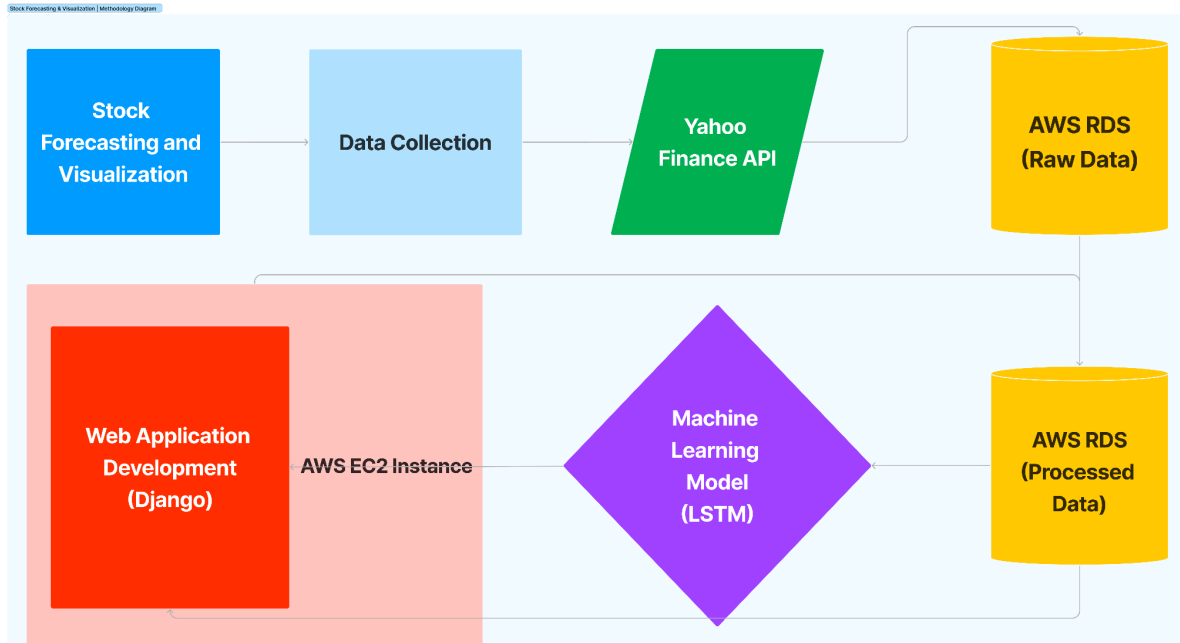 Stock Forecasting & Visualization | Methodology Diagram
Stock
Forecasting and
Visualization
Data Collection
Yahoo
Finance API
AWS RDS
(Raw Data)
Web Application
Development
(Django)
AWS EC2 Instance
Machine
Learning
Model
(LSTM)
AWS RDS
(Processed
Data)